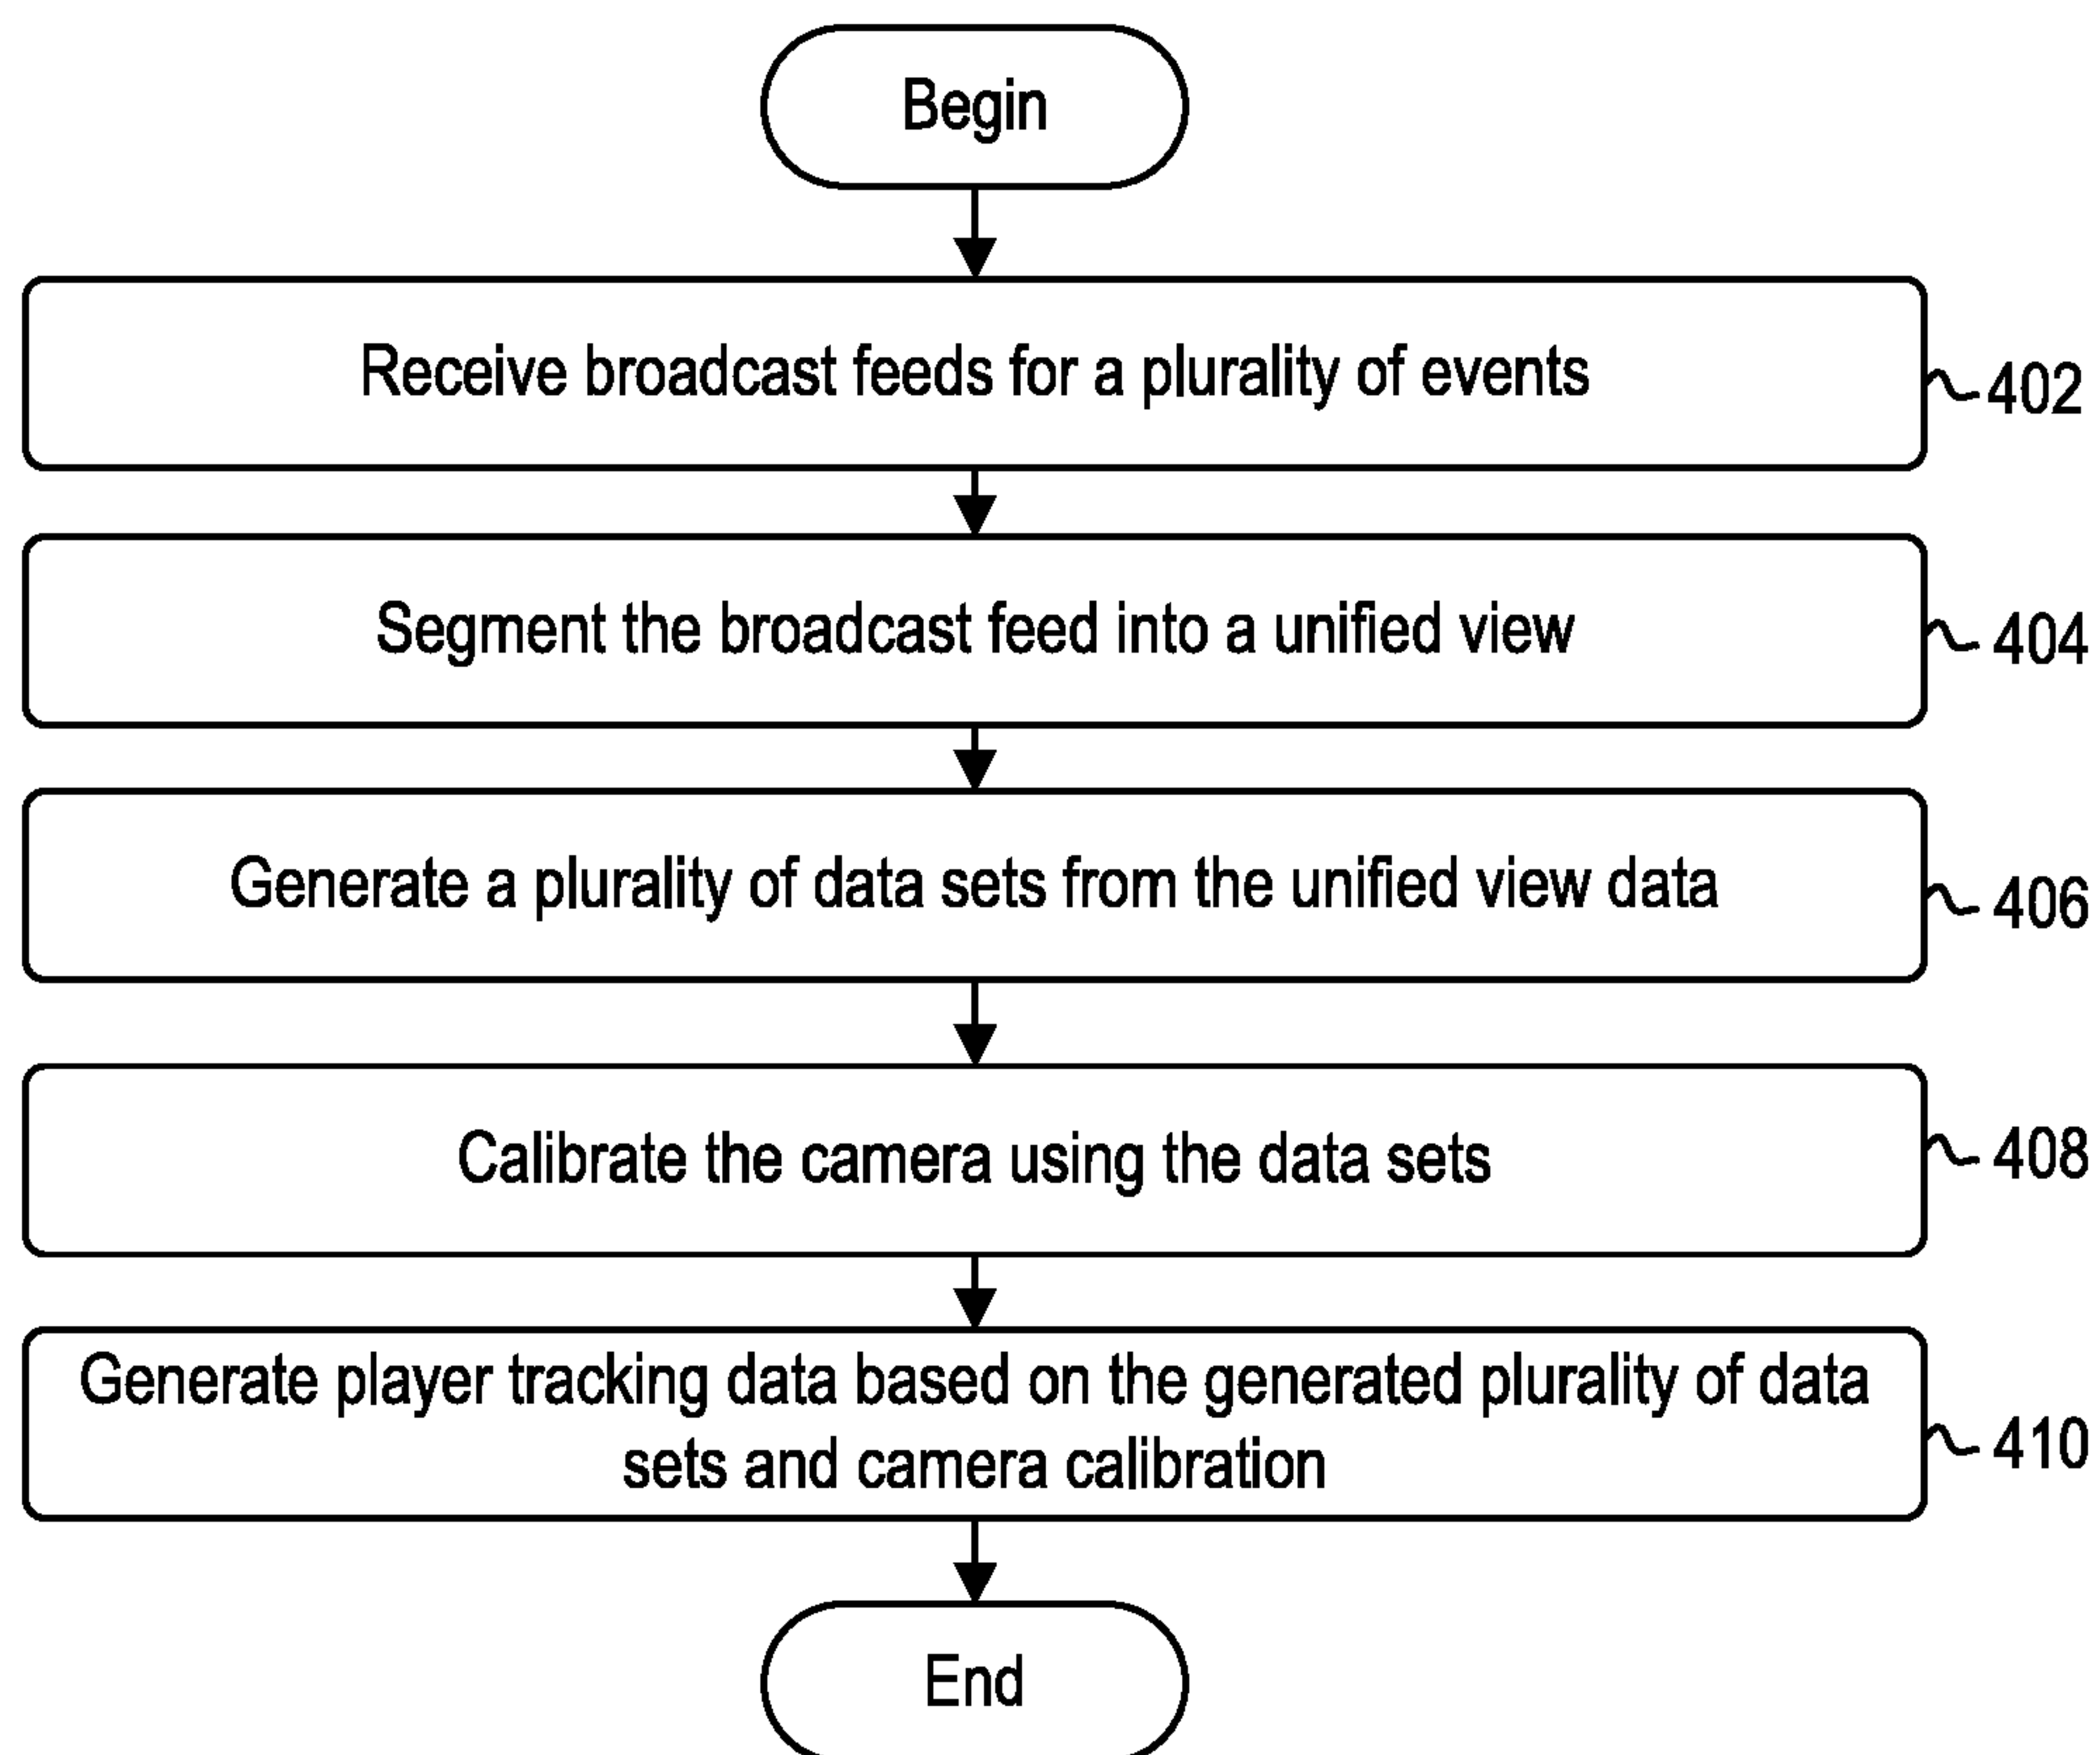 Begin
Receive broadcast feeds for a plurality of events
402
Segment the broadcast feed into a unified view
404
Generate a plurality of data sets from the unified view data
406
Calibrate the camera using the data sets
408
Generate player tracking data based on the generated plurality of data
sets and camera calibration
410
End